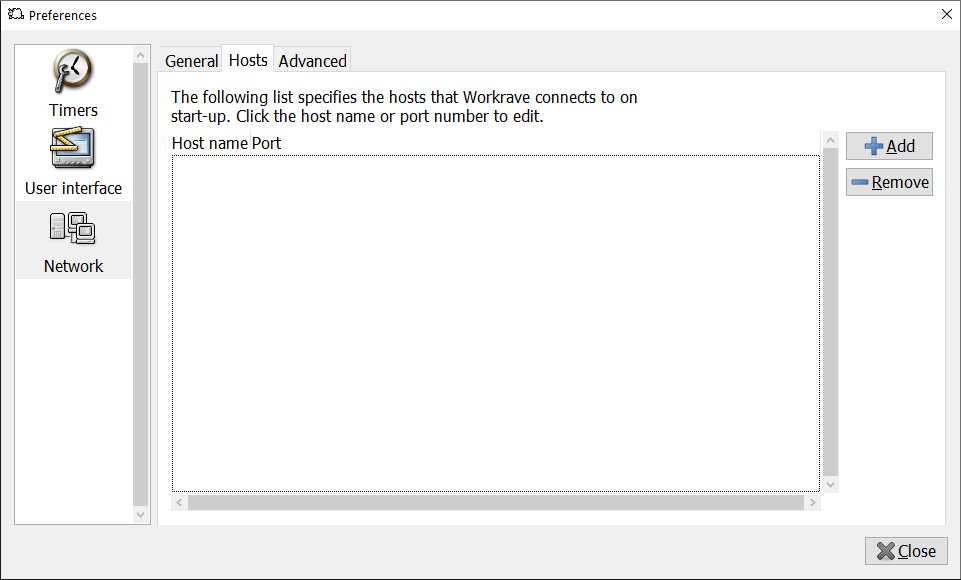 Preferences
Timers
User interface
Network
General Hosts Advanced
The following list specifies the hosts that Workrave connects to on
start-up. Click the host name or port number to edit.
Host name Port
Add
Remove
Close